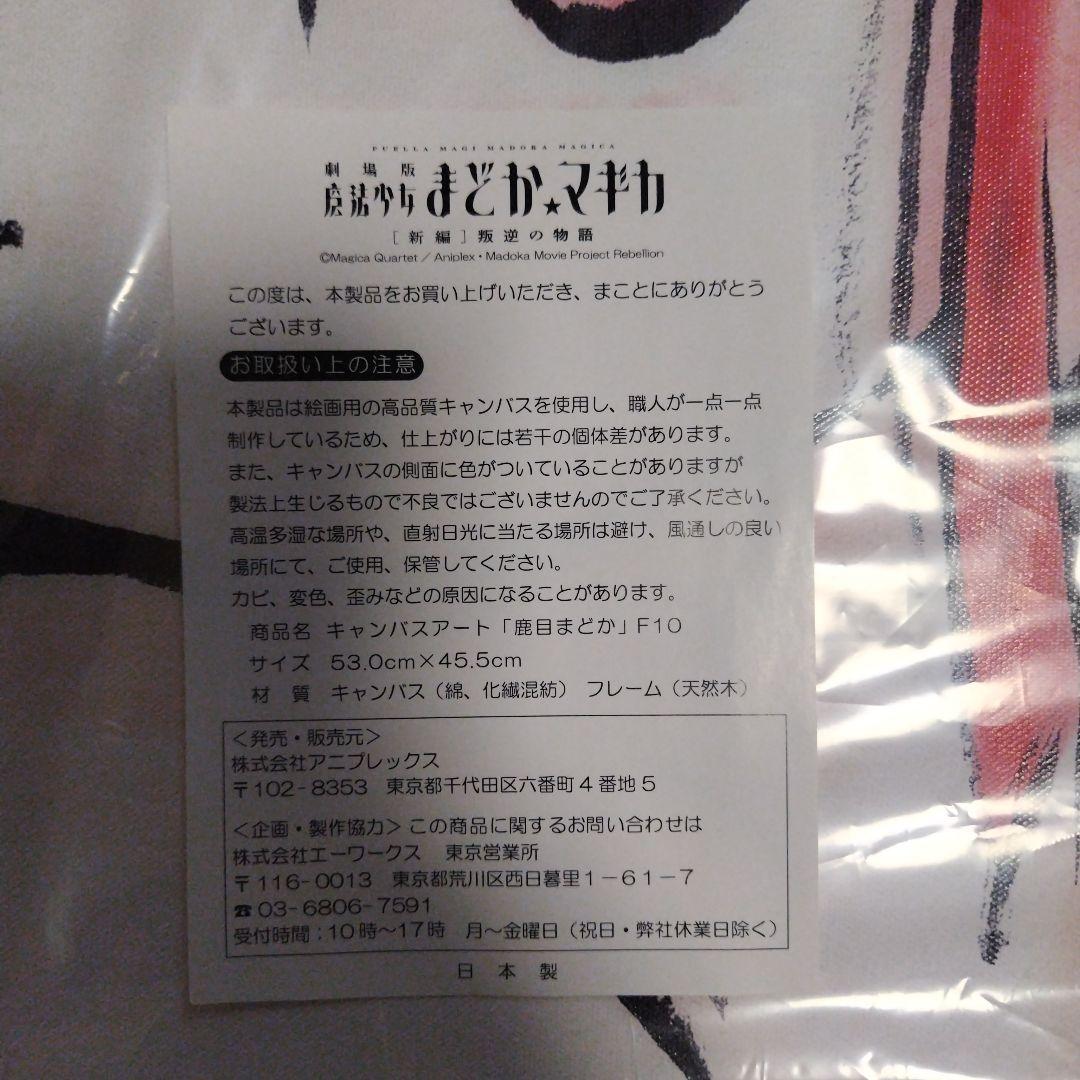 PUELLA MAGI MADOKA MAGICA
劇場版
魔法少女まどか★マギカ
［新編］叛逆の物語
©Magica Quartet／Aniplex・Madoka Movie Project Rebellion
この度は、本製品をお買い上げいただき、まことにありがとう
ございます。
お取扱い上の注意
本製品は絵画用の高品質キャンバスを使用し、職人が一点一点
制作しているため、仕上がりには若干の個体差があります。
また、キャンバスの側面に色がついていることがありますが
製法上生じるもので不良ではございませんのでご了承ください。
高温多湿な場所や、直射日光に当たる場所は避け、風通しの良い
場所にて、ご使用、保管してください。
カビ、変色、歪みなどの原因になることがあります。
商品名 キャンバスアート「鹿目まどか」F10
サイズ 53.0cm×45.5cm
材 質 キャンバス（綿、化繊混紡） フレーム（天然木）
＜発売・販売元＞
株式会社アニプレックス
〒102-8353 東京都千代田区六番町4番地5
＜企画・製作協力＞この商品に関するお問い合わせは
株式会社エーワークス 東京営業所
〒116-0013 東京都荒川区西日暮里1－61－7
☎03-6806-7591
受付時間：10時～17時 月～金曜日（祝日・弊社休業日除く）
日本製